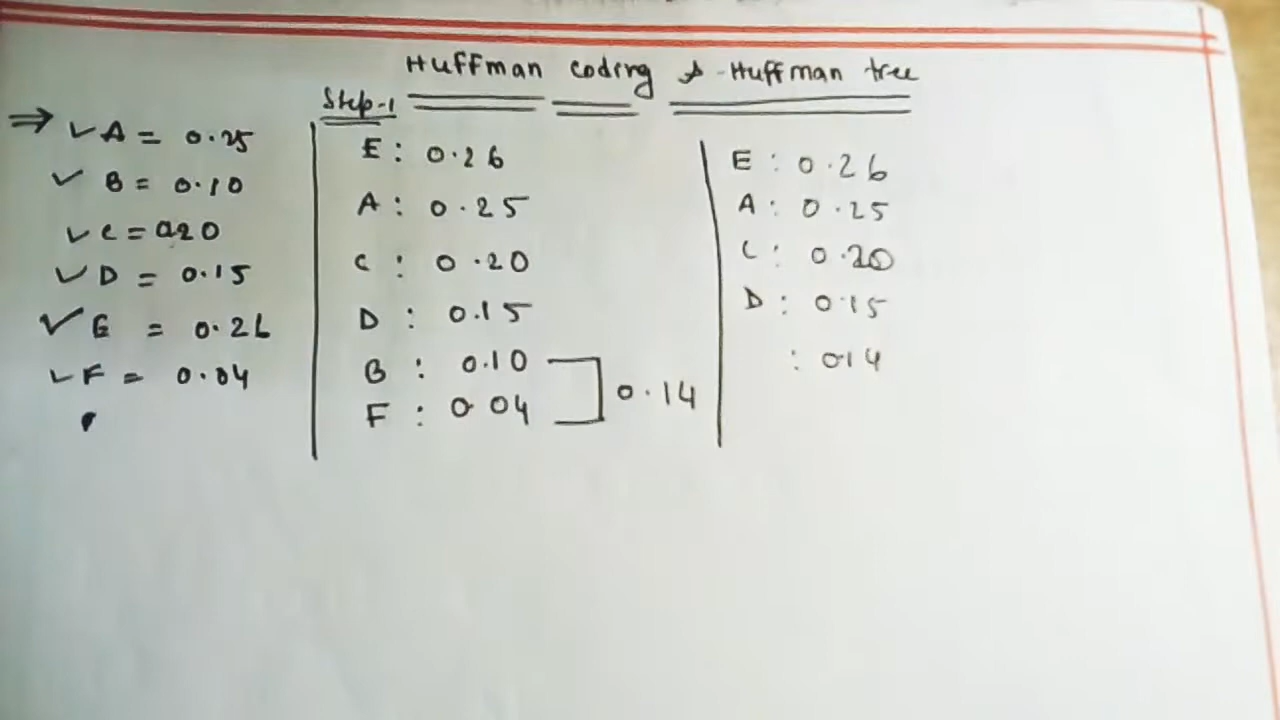 Huffman coding & Huffman tree
⇒ ✓ A = 0.25
✓ B = 0.10
✓ C = 0.20
✓ D = 0.15
✓ E = 0.26
✓ F = 0.04
Step-1
E : 0.26
A : 0.25
C : 0.20
D : 0.15
B : 0.10
F : 0.04
0.14
E : 0.26
A : 0.25
C : 0.20
D : 0.15
: 0.14